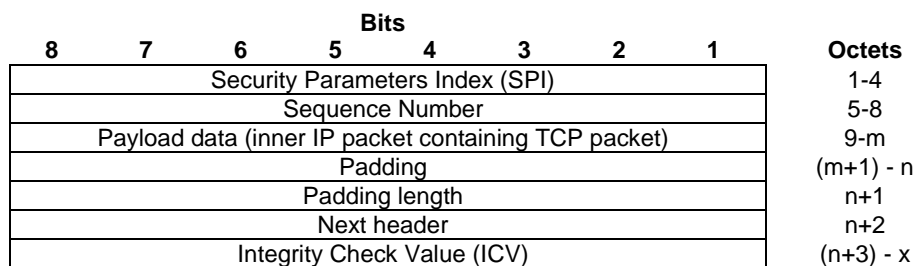 Bits
8 7 6 5 4 3 2 1 Octets
Security Parameters Index (SPI) 1-4
Sequence Number 5-8
Payload data (inner IP packet containing TCP packet) 9-m
Padding (m+1) - n
Padding length n+1
Next header n+2
Integrity Check Value (ICV) (n+3) - x